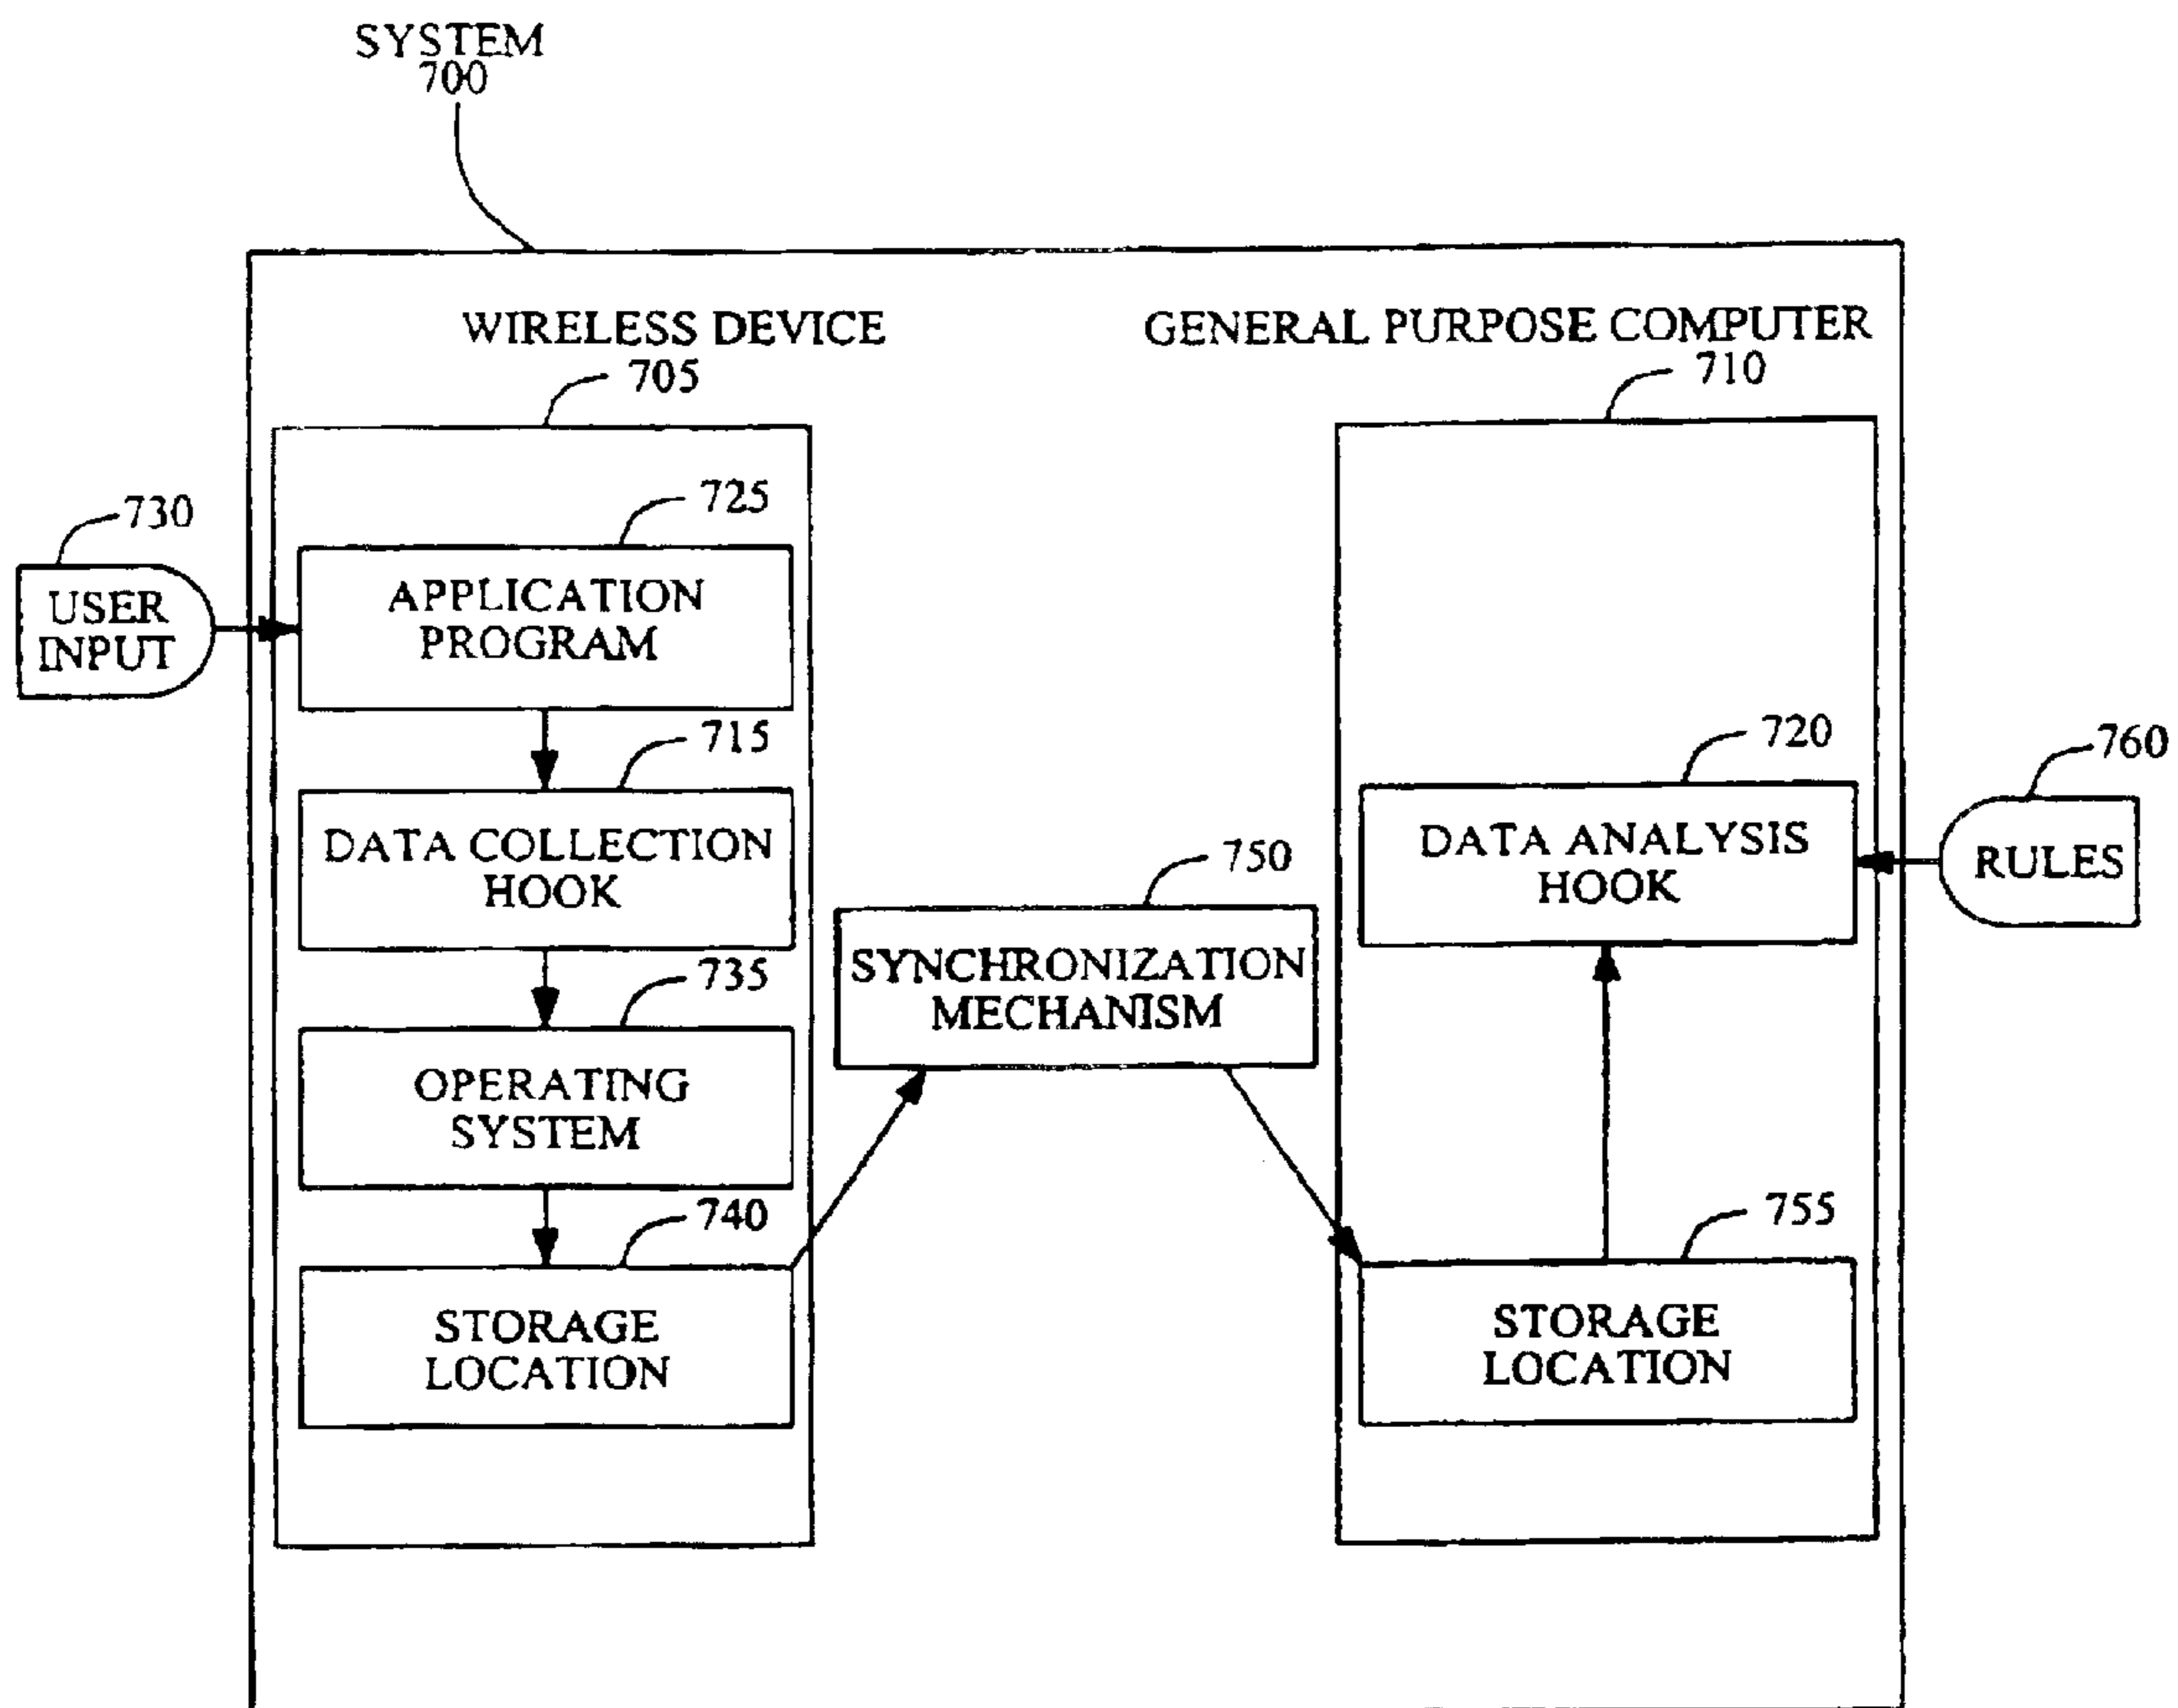 SYSTEM
700
WIRELESS DEVICE
705
GENERAL PURPOSE COMPUTER
710
730
USER
INPUT
725
APPLICATION
PROGRAM
715
DATA COLLECTION
HOOK
735
OPERATING
SYSTEM
740
STORAGE
LOCATION
750
SYNCHRONIZATION
MECHANISM
720
DATA ANALYSIS
HOOK
760
RULES
755
STORAGE
LOCATION